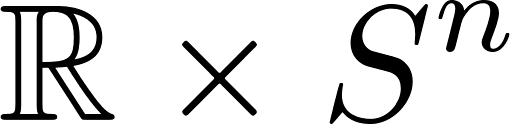 ℝ × Sⁿ